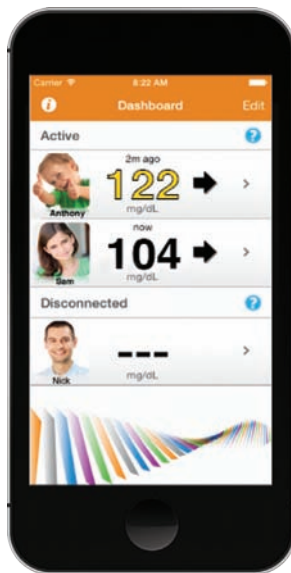 Carrier 8:22 AM
i Dashboard Edit
Active ?
2m ago
122
mg/dL
Anthony
now
104
mg/dL
Sam
Disconnected ?
---
mg/dL
Nick